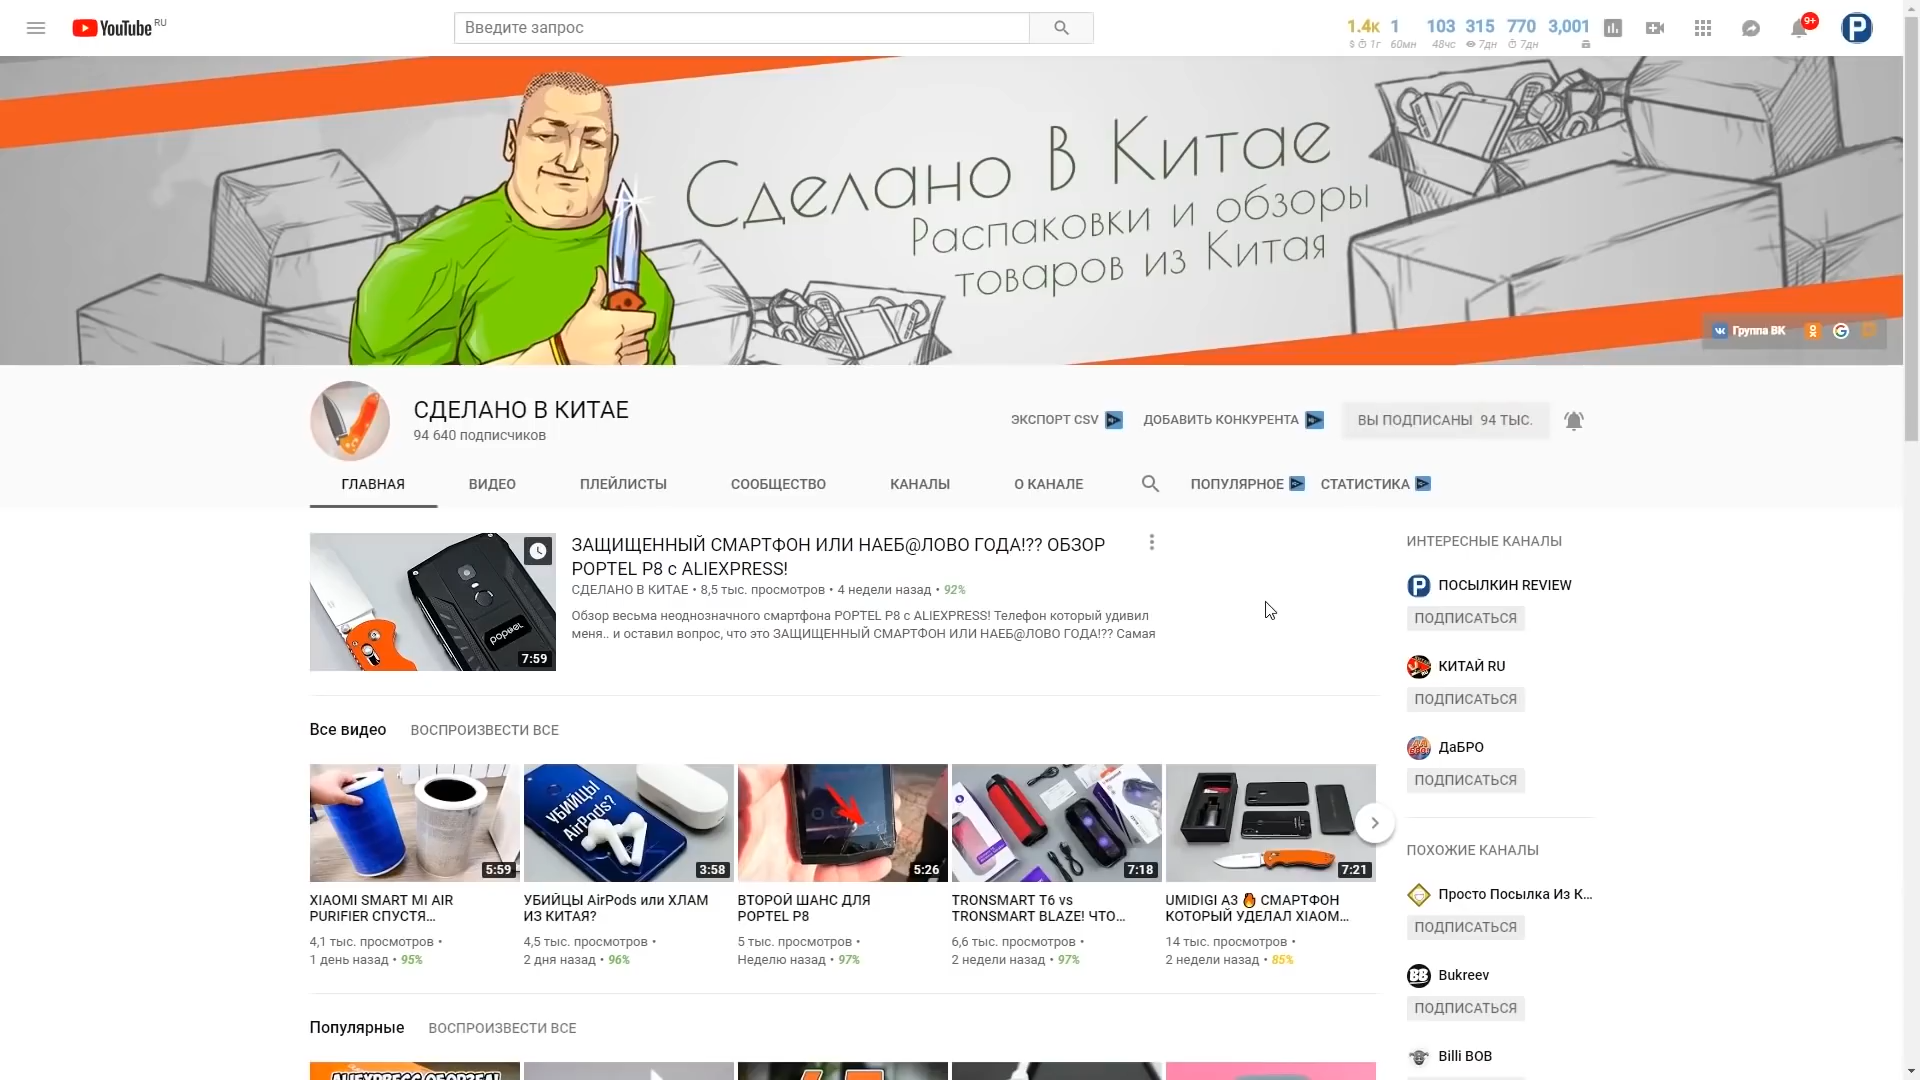 YouTube RU
Введите запрос
1.4к 1 103 315 770 3,001
1г 60мн 48чс 7дн 7дн
9+
Сделано В Китае
Распаковки и обзоры
товаров из Китая
Группа ВК
СДЕЛАНО В КИТАЕ
94 640 подписчиков
ЭКСПОРТ CSV
ДОБАВИТЬ КОНКУРЕНТА
ВЫ ПОДПИСАНЫ 94 ТЫС.
ГЛАВНАЯ
ВИДЕО
ПЛЕЙЛИСТЫ
СООБЩЕСТВО
КАНАЛЫ
О КАНАЛЕ
ПОПУЛЯРНОЕ
СТАТИСТИКА
poptel
7:59
ЗАЩИЩЕННЫЙ СМАРТФОН ИЛИ НАЕБ@ЛОВО ГОДА!?? ОБЗОР
POPTEL P8 с ALIEXPRESS!
СДЕЛАНО В КИТАЕ • 8,5 тыс. просмотров • 4 недели назад • 92%
Обзор весьма неоднозначного смартфона POPTEL P8 с ALIEXPRESS! Телефон который удивил
меня.. и оставил вопрос, что это ЗАЩИЩЕННЫЙ СМАРТФОН ИЛИ НАЕБ@ЛОВО ГОДА!?? Самая
Все видео
ВОСПРОИЗВЕСТИ ВСЕ
5:59
XIAOMI SMART MI AIR
PURIFIER СПУСТЯ…
4,1 тыс. просмотров •
1 день назад • 95%
УБИЙЦЫ
AirPods?
3:58
УБИЙЦЫ AirPods или ХЛАМ
ИЗ КИТАЯ?
4,5 тыс. просмотров •
2 дня назад • 96%
5:26
ВТОРОЙ ШАНС ДЛЯ
POPTEL P8
5 тыс. просмотров •
Неделю назад • 97%
7:18
TRONSMART T6 vs
TRONSMART BLAZE! ЧТО…
6,6 тыс. просмотров •
2 недели назад • 97%
7:21
UMIDIGI A3 🔥 СМАРТФОН
КОТОРЫЙ УДЕЛАЛ XIAOM…
14 тыс. просмотров •
2 недели назад • 85%
Популярные
ВОСПРОИЗВЕСТИ ВСЕ
ИНТЕРЕСНЫЕ КАНАЛЫ
ПОСЫЛКИН REVIEW
ПОДПИСАТЬСЯ
КИТАЙ RU
ПОДПИСАТЬСЯ
ДаБРО
ПОДПИСАТЬСЯ
ПОХОЖИЕ КАНАЛЫ
Просто Посылка Из К…
ПОДПИСАТЬСЯ
Bukreev
ПОДПИСАТЬСЯ
Billi BOB